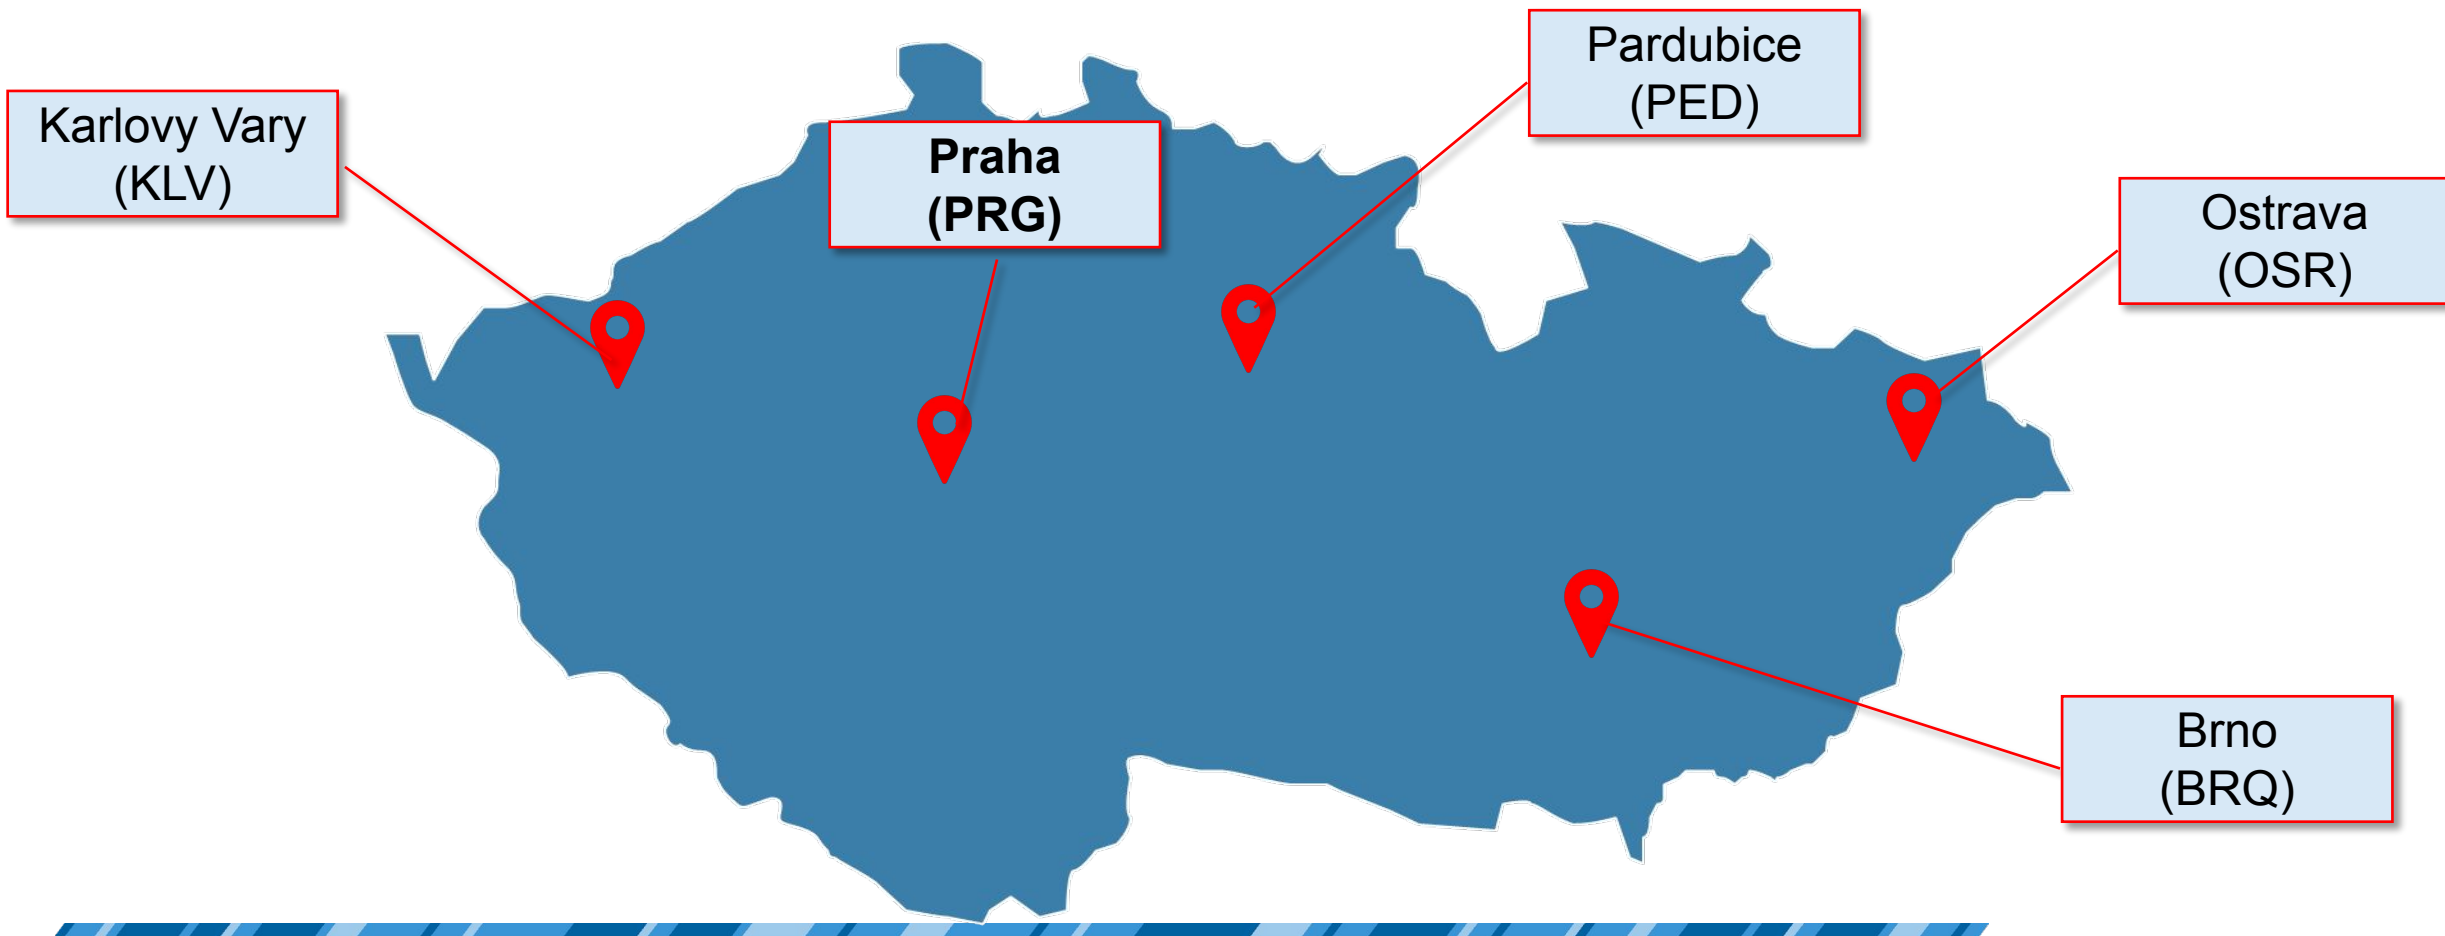 Karlovy Vary
(KLV)
Praha
(PRG)
Pardubice
(PED)
Ostrava
(OSR)
Brno
(BRQ)